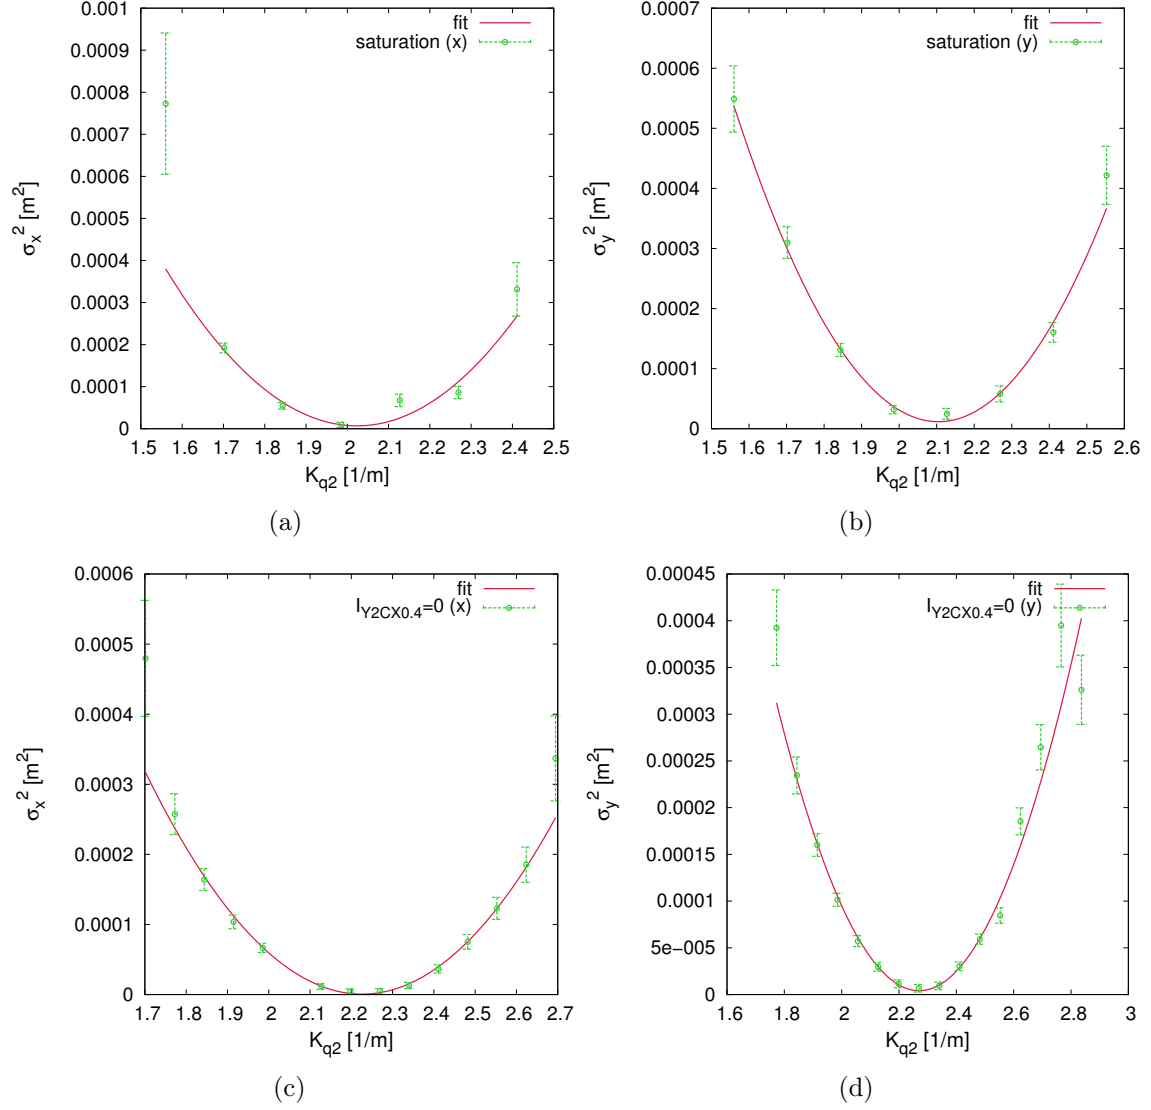 0.001
0.0009
0.0008
0.0007
0.0006
0.0005
0.0004
0.0003
0.0002
0.0001
0
σx² [m²]
fit
saturation (x)
1.5 1.6 1.7 1.8 1.9 2 2.1 2.2 2.3 2.4 2.5
Kq2 [1/m]
(a)
0.0007
0.0006
0.0005
0.0004
0.0003
0.0002
0.0001
0
σy² [m²]
fit
saturation (y)
1.5 1.6 1.7 1.8 1.9 2 2.1 2.2 2.3 2.4 2.5 2.6
Kq2 [1/m]
(b)
0.0006
0.0005
0.0004
0.0003
0.0002
0.0001
0
σx² [m²]
fit
IY2CX0.4=0 (x)
1.7 1.8 1.9 2 2.1 2.2 2.3 2.4 2.5 2.6 2.7
Kq2 [1/m]
(c)
0.00045
0.0004
0.00035
0.0003
0.00025
0.0002
0.00015
0.0001
5e-005
0
σy² [m²]
fit
IY2CX0.4=0 (y)
1.6 1.8 2 2.2 2.4 2.6 2.8 3
Kq2 [1/m]
(d)